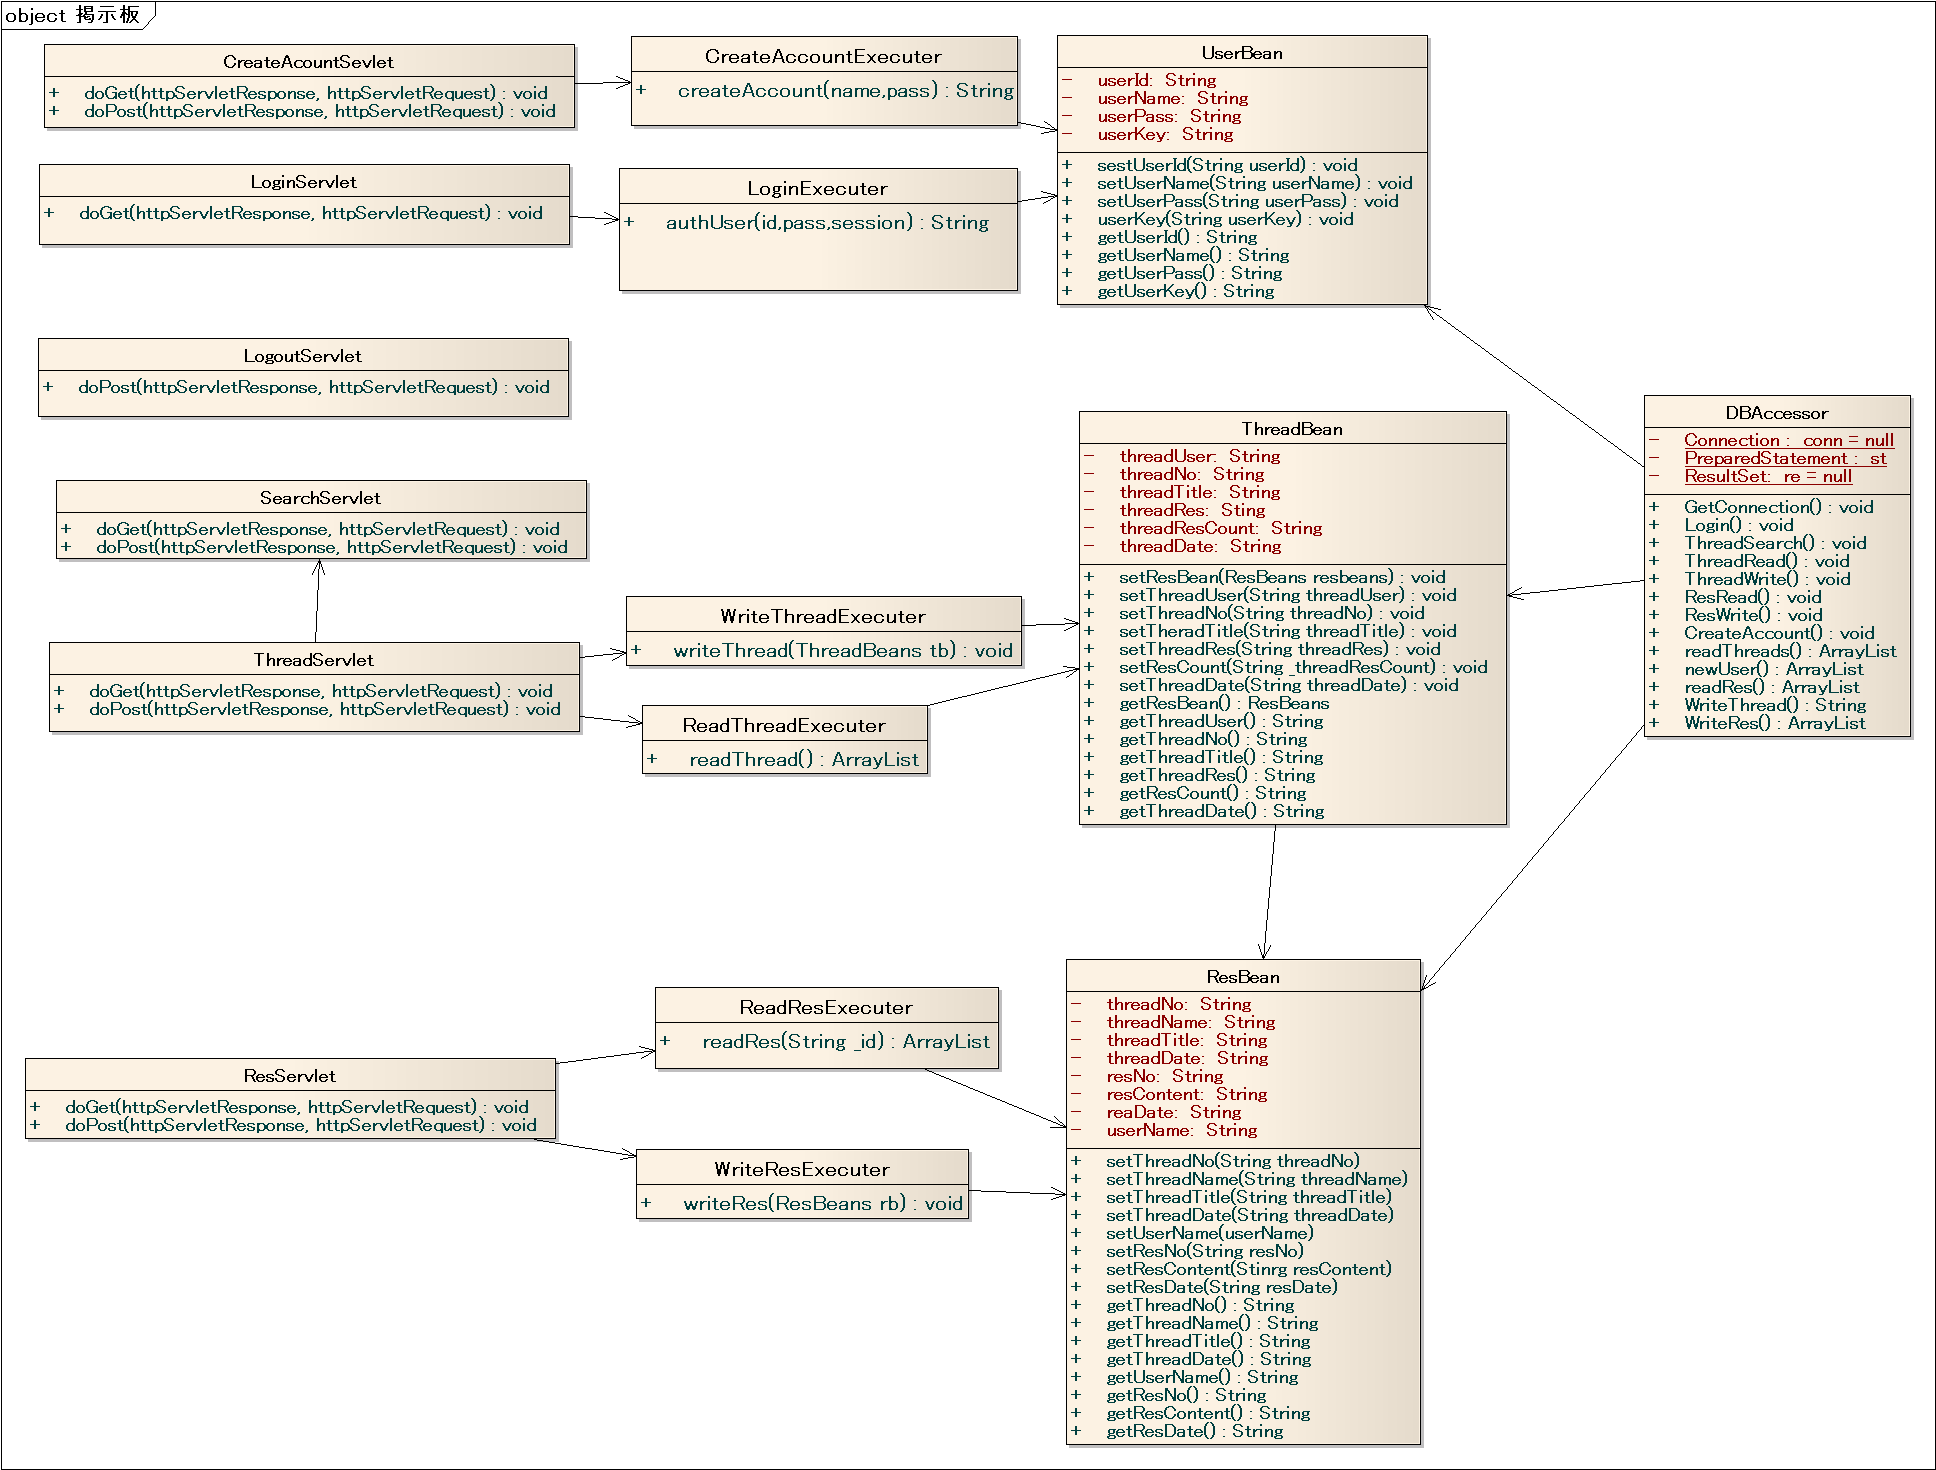 object 掲示板
CreateAcountSevlet
+ doGet(httpServletResponse, httpServletRequest) : void
+ doPost(httpServletResponse, httpServletRequest) : void
CreateAccountExecuter
+ createAccount(name,pass) : String
UserBean
- userId: String
- userName: String
- userPass: String
- userKey: String
+ sestUserId(String userId) : void
+ setUserName(String userName) : void
+ setUserPass(String userPass) : void
+ userKey(String userKey) : void
+ getUserId() : String
+ getUserName() : String
+ getUserPass() : String
+ getUserKey() : String
LoginServlet
+ doGet(httpServletResponse, httpServletRequest) : void
LoginExecuter
+ authUser(id,pass,session) : String
LogoutServlet
+ doPost(httpServletResponse, httpServletRequest) : void
SearchServlet
+ doGet(httpServletResponse, httpServletRequest) : void
+ doPost(httpServletResponse, httpServletRequest) : void
ThreadServlet
+ doGet(httpServletResponse, httpServletRequest) : void
+ doPost(httpServletResponse, httpServletRequest) : void
WriteThreadExecuter
+ writeThread(ThreadBeans tb) : void
ReadThreadExecuter
+ readThread() : ArrayList
ThreadBean
- threadUser: String
- threadNo: String
- threadTitle: String
- threadRes: Sting
- threadResCount: String
- threadDate: String
+ setResBean(ResBeans resbeans) : void
+ setThreadUser(String threadUser) : void
+ setThreadNo(String threadNo) : void
+ setTheradTitle(String threadTitle) : void
+ setThreadRes(String threadRes) : void
+ setResCount(String _threadResCount) : void
+ setThreadDate(String threadDate) : void
+ getResBean() : ResBeans
+ getThreadUser() : String
+ getThreadNo() : String
+ getThreadTitle() : String
+ getThreadRes() : String
+ getResCount() : String
+ getThreadDate() : String
DBAccessor
- Connection : conn = null
- PreparedStatement : st
- ResultSet: re = null
+ GetConnection() : void
+ Login() : void
+ ThreadSearch() : void
+ ThreadRead() : void
+ ThreadWrite() : void
+ ResRead() : void
+ ResWrite() : void
+ CreateAccount() : void
+ readThreads() : ArrayList
+ newUser() : ArrayList
+ readRes() : ArrayList
+ WriteThread() : String
+ WriteRes() : ArrayList
ResServlet
+ doGet(httpServletResponse, httpServletRequest) : void
+ doPost(httpServletResponse, httpServletRequest) : void
ReadResExecuter
+ readRes(String _id) : ArrayList
WriteResExecuter
+ writeRes(ResBeans rb) : void
ResBean
- threadNo: String
- threadName: String
- threadTitle: String
- threadDate: String
- resNo: String
- resContent: String
- reaDate: String
- userName: String
+ setThreadNo(String threadNo)
+ setThreadName(String threadName)
+ setThreadTitle(String threadTitle)
+ setThreadDate(String threadDate)
+ setUserName(userName)
+ setResNo(String resNo)
+ setResContent(Stinrg resContent)
+ setResDate(String resDate)
+ getThreadNo() : String
+ getThreadName() : String
+ getThreadTitle() : String
+ getThreadDate() : String
+ getUserName() : String
+ getResNo() : String
+ getResContent() : String
+ getResDate() : String